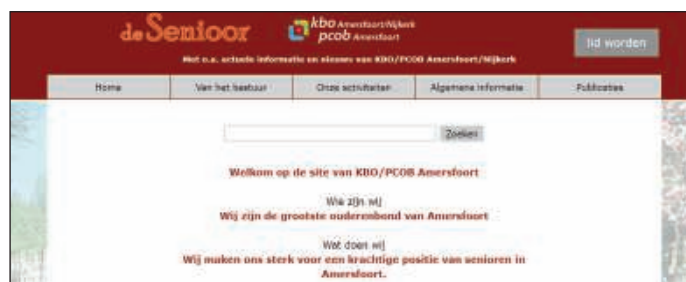 de Senioor
kbo Amersfoort/Nijkerk
pcob Amersfoort
lid worden
Met o.a. actuele informatie en nieuws van KBO/PCOB Amersfoort/Nijkerk
Home Van het bestuur Onze activiteiten Algemene informatie Publicaties
Zoeken
Welkom op de site van KBO/PCOB Amersfoort
Wie zijn wij
Wij zijn de grootste ouderenbond van Amersfoort
Wat doen wij
Wij maken ons sterk voor een krachtige positie van senioren in
Amersfoort.